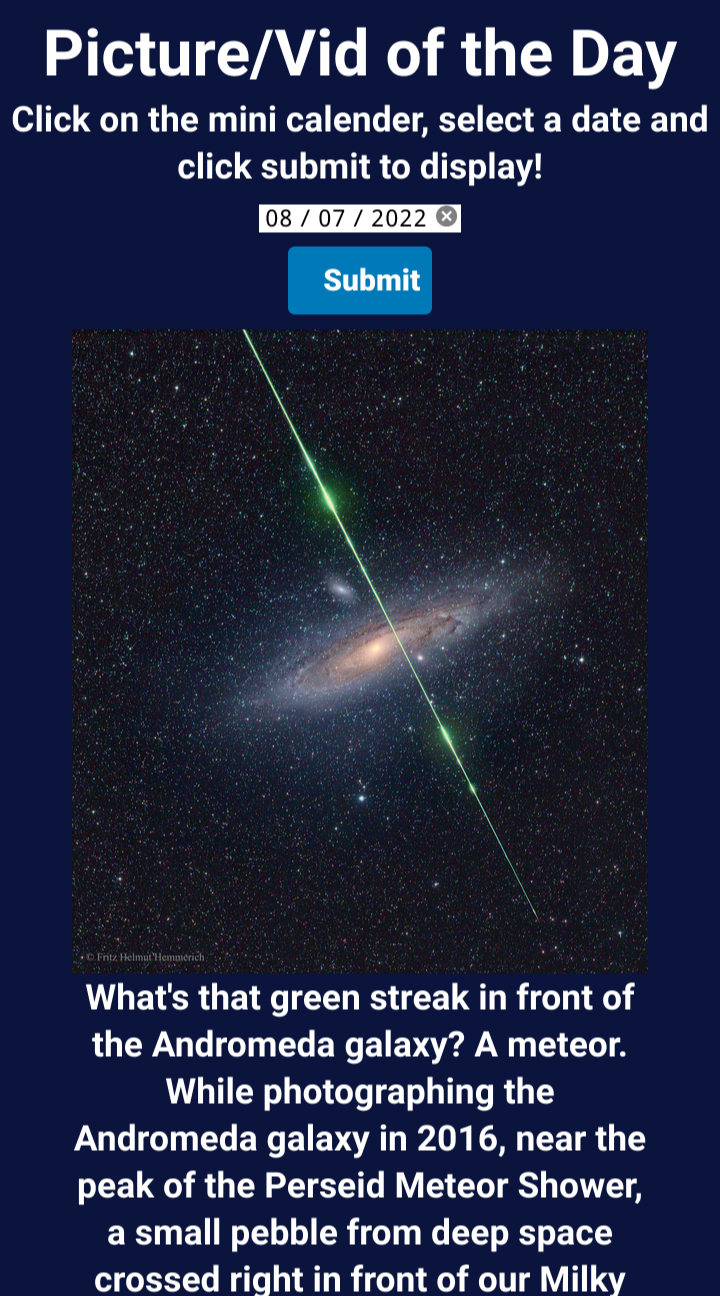 Picture/Vid of the Day
Click on the mini calender, select a date and
click submit to display!
08 / 07 / 2022
Submit
© Fritz Helmut Hemmerich
What's that green streak in front of
the Andromeda galaxy? A meteor.
While photographing the
Andromeda galaxy in 2016, near the
peak of the Perseid Meteor Shower,
a small pebble from deep space
crossed right in front of our Milky